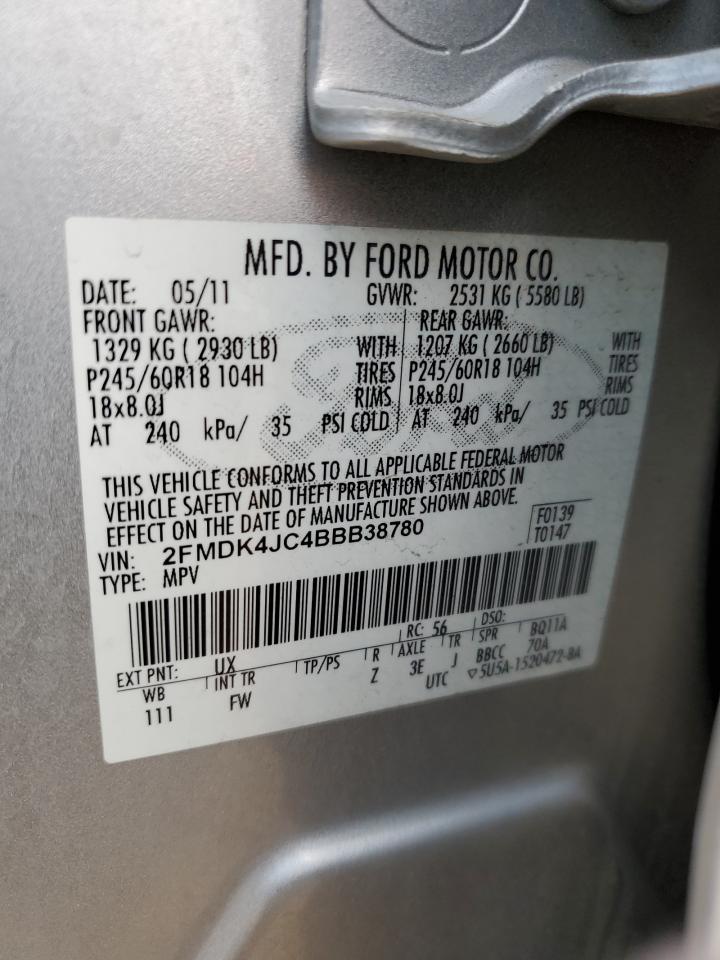 MFD. BY FORD MOTOR CO.
DATE: 05/11 GVWR: 2531 KG ( 5580 LB)
FRONT GAWR: REAR GAWR:
1329 KG ( 2930 LB) WITH 1207 KG ( 2660 LB) WITH
P245/60R18 104H TIRES P245/60R18 104H TIRES
18x8.0J RIMS 18x8.0J RIMS
AT 240 kPa/ 35 PSI COLD AT 240 kPa/ 35 PSI COLD
THIS VEHICLE CONFORMS TO ALL APPLICABLE FEDERAL MOTOR
VEHICLE SAFETY AND THEFT PREVENTION STANDARDS IN
EFFECT ON THE DATE OF MANUFACTURE SHOWN ABOVE.
VIN: 2FMDK4JC4BBB38780 F0139
TYPE: MPV T0147
EXT PNT: UX RC: 56 DSO:
WB INT TR TP/PS R AXLE TR SPR BQ11A
111 FW Z 3E J BBCC 70A
UTC ▽5U5A-1520472-BA
Ford